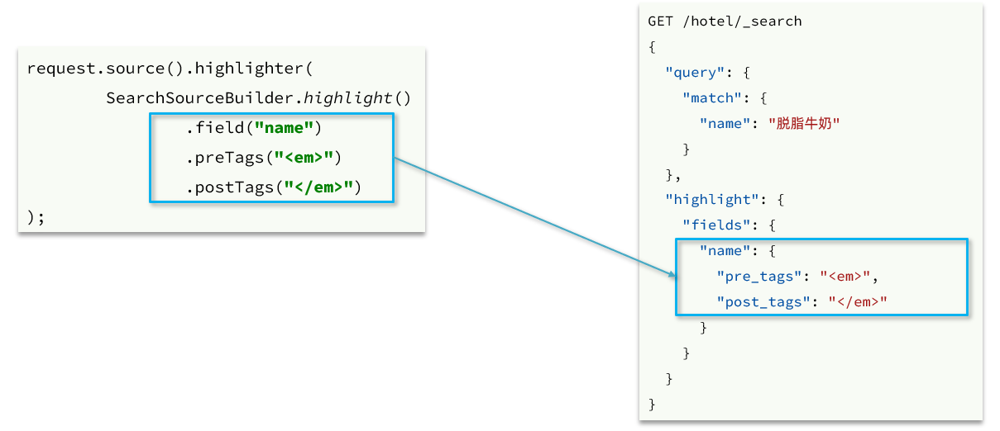 request.source().highlighter(
        SearchSourceBuilder.highlight()
                .field("name")
                .preTags("<em>")
                .postTags("</em>")
);
GET /hotel/_search
{
  "query": {
    "match": {
      "name": "脱脂牛奶"
    }
  },
  "highlight": {
    "fields": {
      "name": {
        "pre_tags": "<em>",
        "post_tags": "</em>"
      }
    }
  }
}